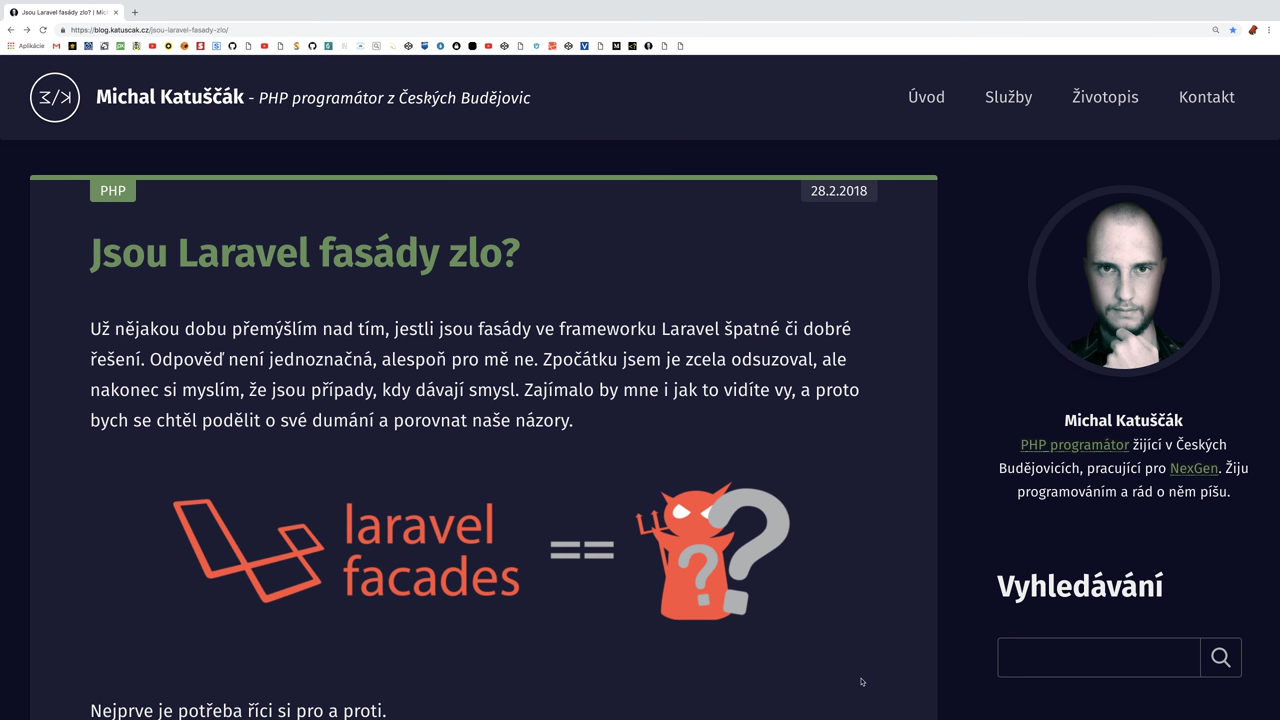 Jsou Laravel fasády zlo? | Mich
https://blog.katuscak.cz/jsou-laravel-fasady-zlo/
Aplikácie
Michal Katuščák - PHP programátor z Českých Budějovic
Úvod
Služby
Životopis
Kontakt
PHP
28.2.2018
Jsou Laravel fasády zlo?
Už nějakou dobu přemýšlím nad tím, jestli jsou fasády ve frameworku Laravel špatné či dobré
řešení. Odpověď není jednoznačná, alespoň pro mě ne. Zpočátku jsem je zcela odsuzoval, ale
nakonec si myslím, že jsou případy, kdy dávají smysl. Zajímalo by mne i jak to vidíte vy, a proto
bych se chtěl podělit o své dumání a porovnat naše názory.
laravel
facades
==
??
Nejprve je potřeba říci si pro a proti.
Michal Katuščák
PHP programátor žijící v Českých
Budějovicích, pracující pro NexGen. Žiju
programováním a rád o něm píšu.
Vyhledávání